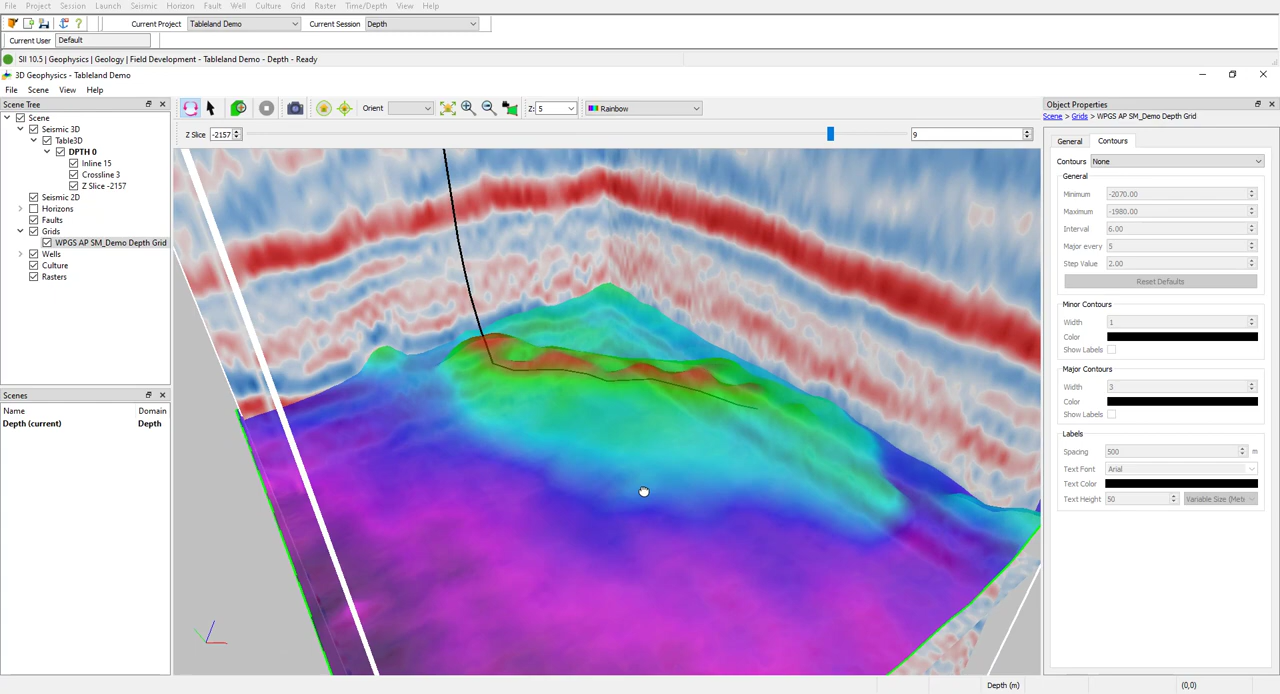 File Project Session Launch Seismic Horizon Fault Well Culture Grid Raster Time/Depth View Help
Current Project Tableland Demo Current Session Depth
Current User Default
SII 10.5 | Geophysics | Geology | Field Development - Tableland Demo - Depth - Ready
3D Geophysics - Tableland Demo
File Scene View Help
Scene Tree
Orient Z: 5 Rainbow
Z Slice -2157 9
Scene
Seismic 3D
Table3D
DPTH 0
Inline 15
Crossline 3
Z Slice -2157
Seismic 2D
Horizons
Faults
Grids
WPGS AP SM_Demo Depth Grid
Wells
Culture
Rasters
Scenes
Name Domain
Depth (current) Depth
Object Properties
Scene > Grids > WPGS AP SM_Demo Depth Grid
General Contours
Contours None
General
Minimum -2070.00
Maximum -1980.00
Interval 6.00
Major every 5
Step Value 2.00
Reset Defaults
Minor Contours
Width 1
Color
Show Labels
Major Contours
Width 3
Color
Show Labels
Labels
Spacing 500 m
Text Font Arial
Text Color
Text Height 50 Variable Size (Met
Depth (m) (0,0)